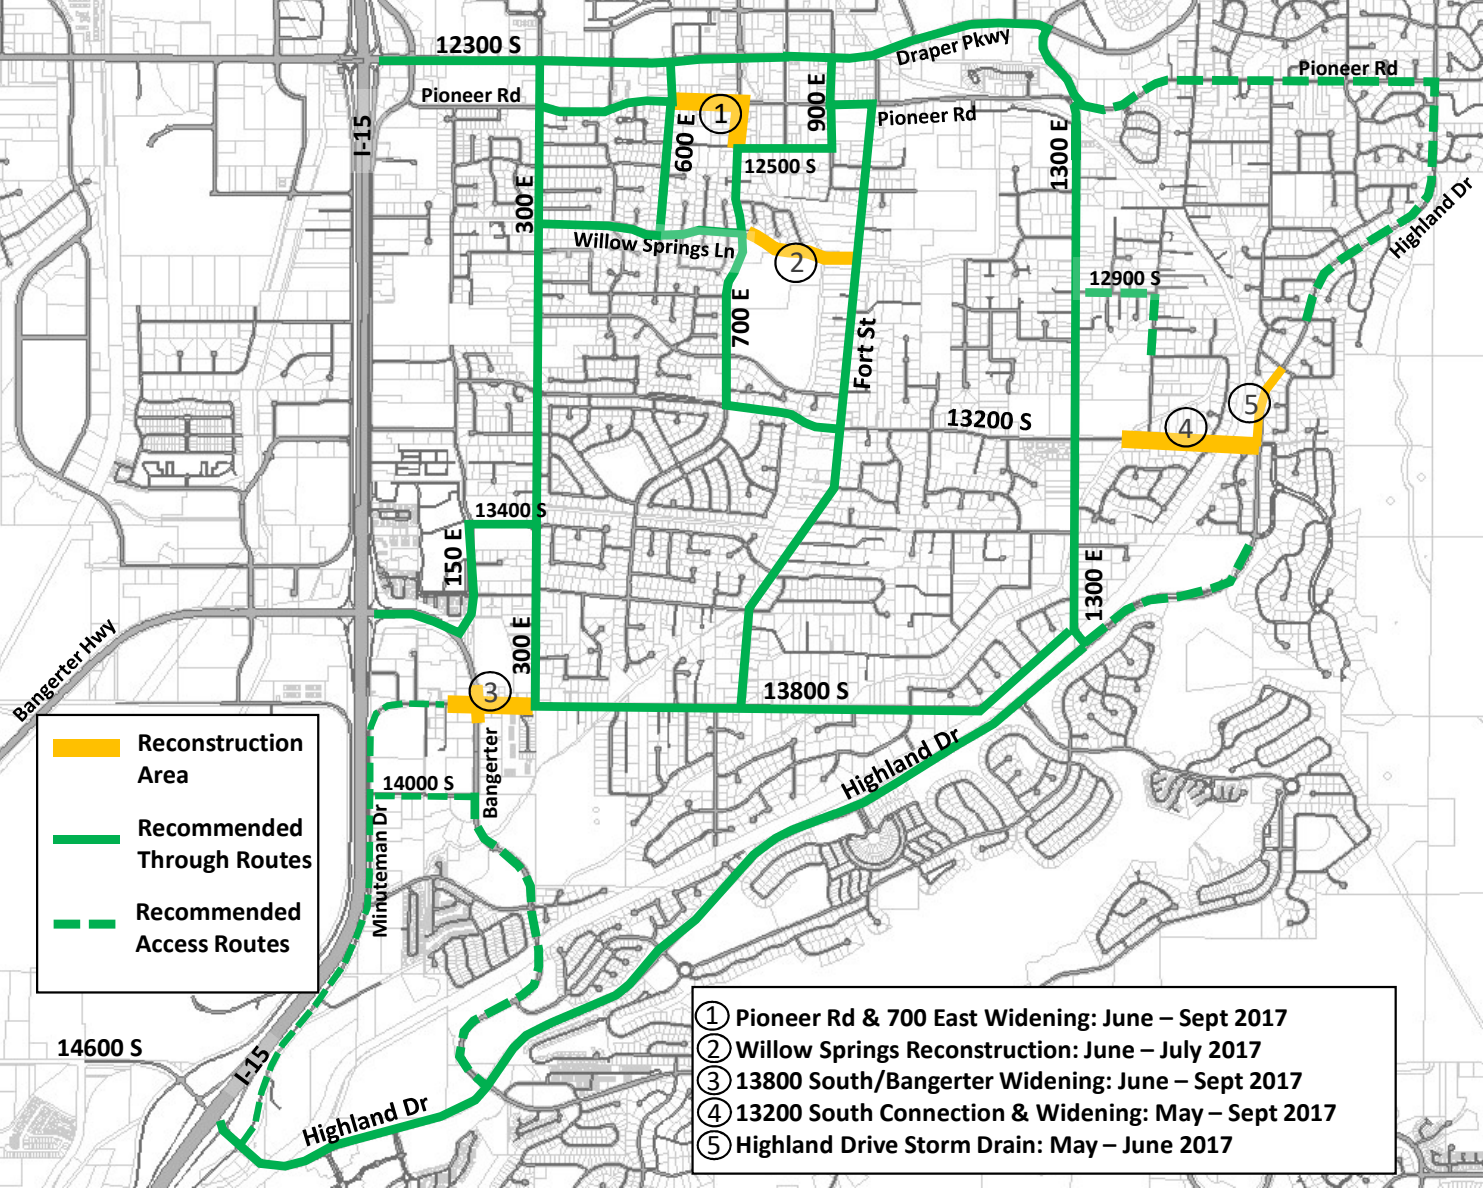 12300 S
Draper Pkwy
Pioneer Rd
Pioneer Rd
I-15
1
600 E
900 E
Pioneer Rd
1300 E
12500 S
300 E
Highland Dr
Willow Springs Ln
2
12900 S
700 E
Fort St
5
13200 S
4
13400 S
150 E
1300 E
300 E
Bangerter Hwy
3
13800 S
Highland Dr
Bangerter
14000 S
Minuteman Dr
Reconstruction
Area
Recommended
Through Routes
Recommended
Access Routes
14600 S
I-15
Highland Dr
1 Pioneer Rd & 700 East Widening: June – Sept 2017
2 Willow Springs Reconstruction: June – July 2017
3 13800 South/Bangerter Widening: June – Sept 2017
4 13200 South Connection & Widening: May – Sept 2017
5 Highland Drive Storm Drain: May – June 2017